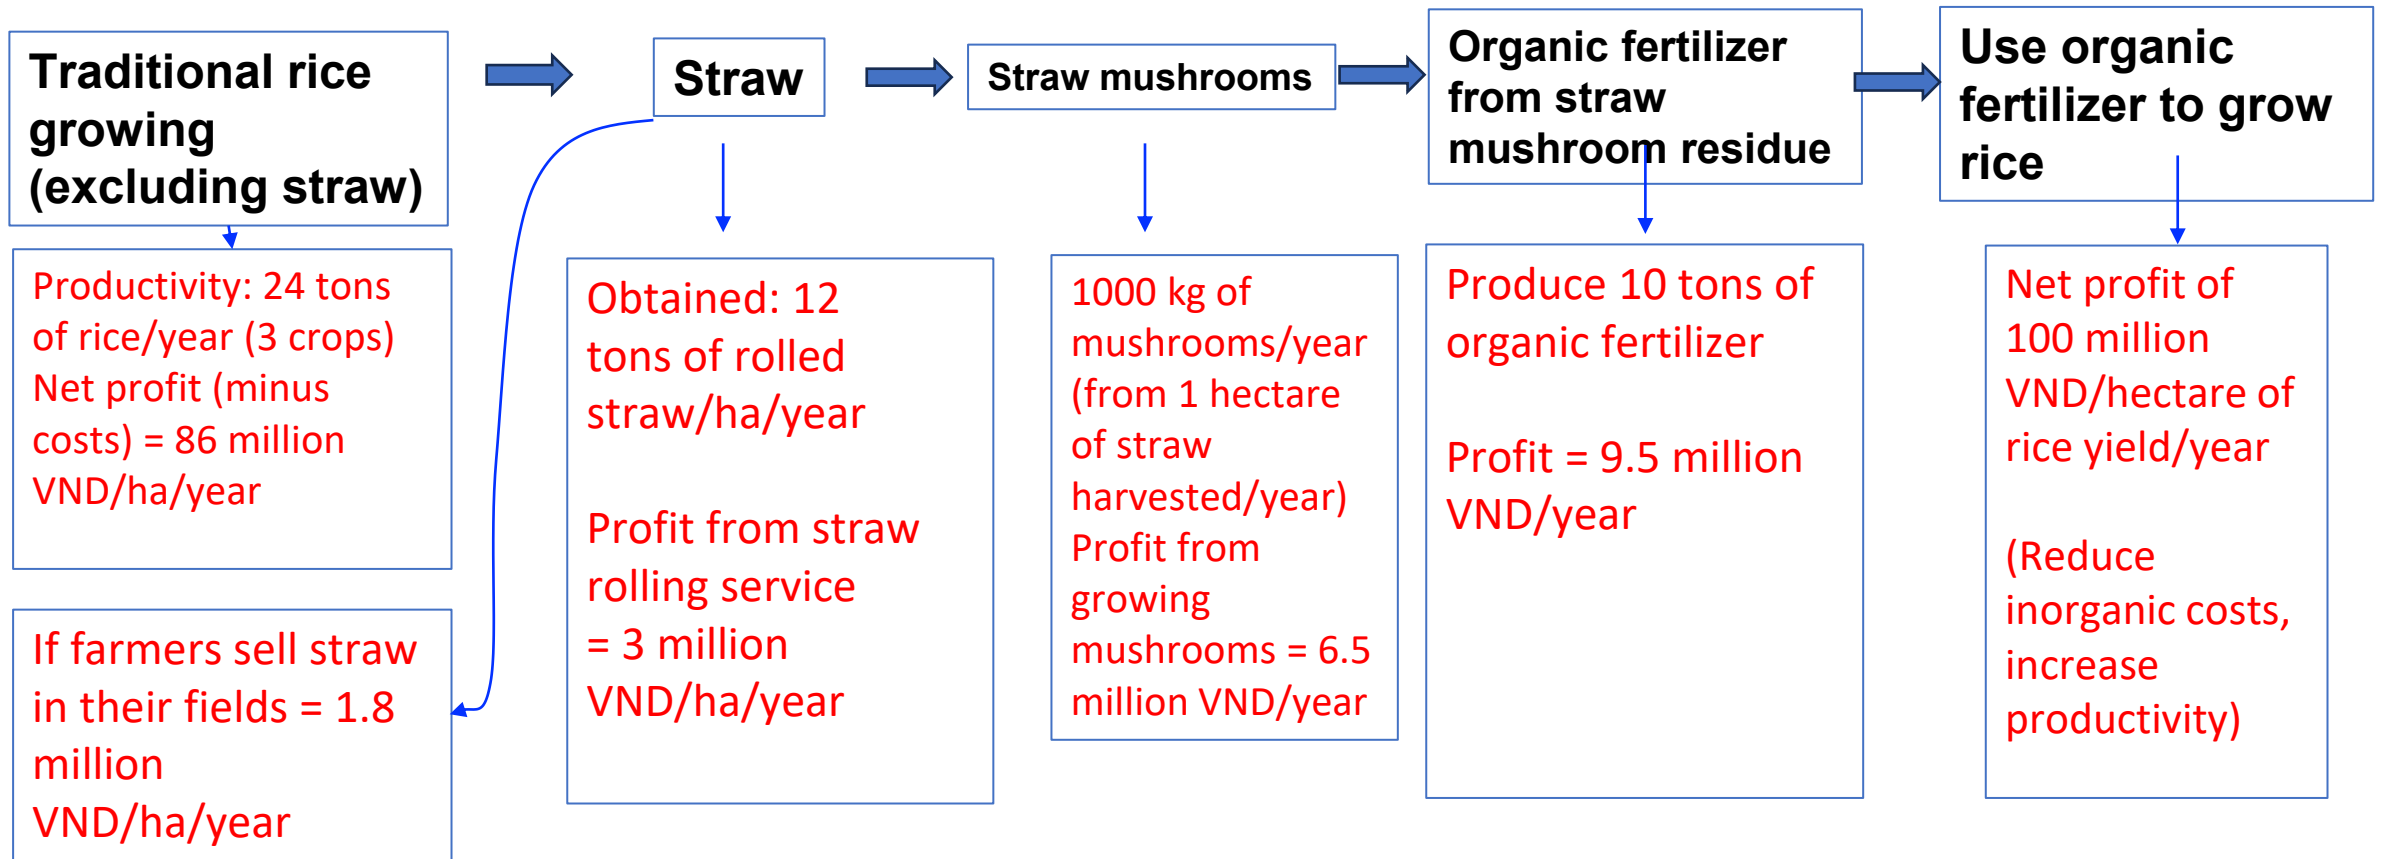 Traditional rice
growing
(excluding straw)
Straw
Straw mushrooms
Organic fertilizer
from straw
mushroom residue
Use organic
fertilizer to grow
rice
Productivity: 24 tons
of rice/year (3 crops)
Net profit (minus
costs) = 86 million
VND/ha/year
If farmers sell straw
in their fields = 1.8
million
VND/ha/year
Obtained: 12
tons of rolled
straw/ha/year
Profit from straw
rolling service
= 3 million
VND/ha/year
1000 kg of
mushrooms/year
(from 1 hectare
of straw
harvested/year)
Profit from
growing
mushrooms = 6.5
million VND/year
Produce 10 tons of
organic fertilizer
Profit = 9.5 million
VND/year
Net profit of
100 million
VND/hectare of
rice yield/year
(Reduce
inorganic costs,
increase
productivity)